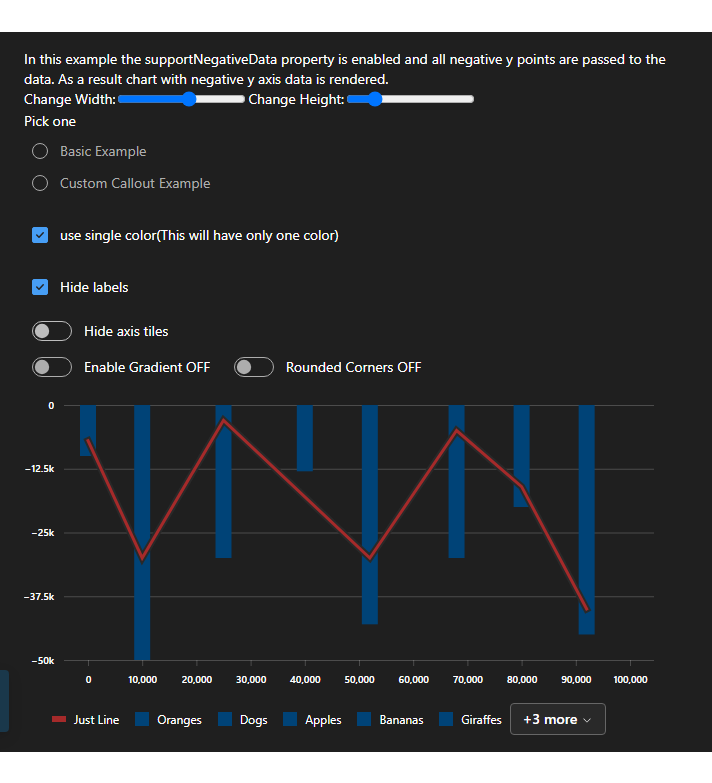 In this example the supportNegativeData property is enabled and all negative y points are passed to the
data. As a result chart with negative y axis data is rendered.
Change Width: Change Height:
Pick one
Basic Example
Custom Callout Example
use single color(This will have only one color)
Hide labels
Hide axis tiles
Enable Gradient OFF Rounded Corners OFF
0
−12.5k
−25k
−37.5k
−50k
0 10,000 20,000 30,000 40,000 50,000 60,000 70,000 80,000 90,000 100,000
Just Line Oranges Dogs Apples Bananas Giraffes +3 more